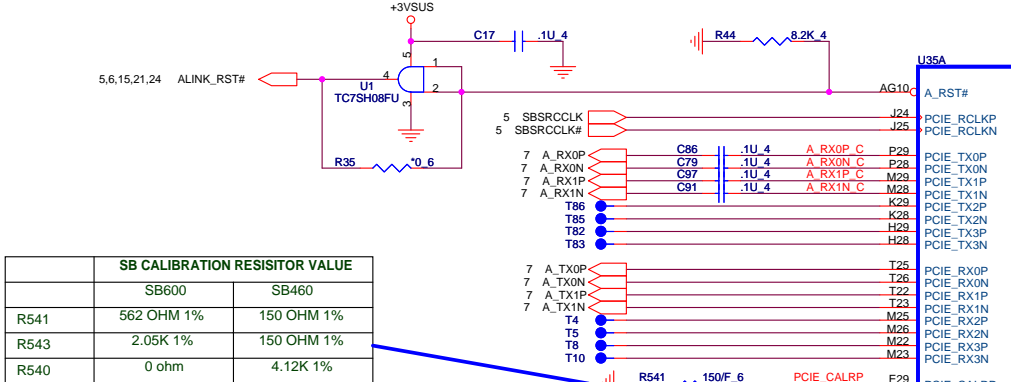 +3VSUS
C17 .1U_4
R44 8.2K_4
U35A
5,6,15,21,24 ALINK_RST#
4
5
1
2
3
U1
TC7SH08FU
AG10 A_RST#
5 SBSRCCLK J24 PCIE_RCLKP
5 SBSRCCLK# J25 PCIE_RCLKN
R35 *0_6
7 A_RX0P C86 .1U_4 A_RX0P_C P29 PCIE_TX0P
7 A_RX0N C79 .1U_4 A_RX0N_C P28 PCIE_TX0N
7 A_RX1P C97 .1U_4 A_RX1P_C M29 PCIE_TX1P
7 A_RX1N C91 .1U_4 A_RX1N_C M28 PCIE_TX1N
T86 K29 PCIE_TX2P
T85 K28 PCIE_TX2N
T82 H29 PCIE_TX3P
T83 H28 PCIE_TX3N
7 A_TX0P T25 PCIE_RX0P
7 A_TX0N T26 PCIE_RX0N
7 A_TX1P T22 PCIE_RX1P
7 A_TX1N T23 PCIE_RX1N
T4 M25 PCIE_RX2P
T5 M26 PCIE_RX2N
T8 M22 PCIE_RX3P
T10 M23 PCIE_RX3N
R541 150/F_6 PCIE_CALRP E29 PCIE_CALRP
SB CALIBRATION RESISITOR VALUE
SB600 SB460
R541 562 OHM 1% 150 OHM 1%
R543 2.05K 1% 150 OHM 1%
R540 0 ohm 4.12K 1%